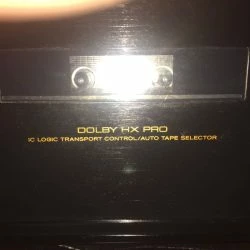 DOLBY HX PRO
IC LOGIC TRANSPORT CONTROL/AUTO TAPE SELECTOR